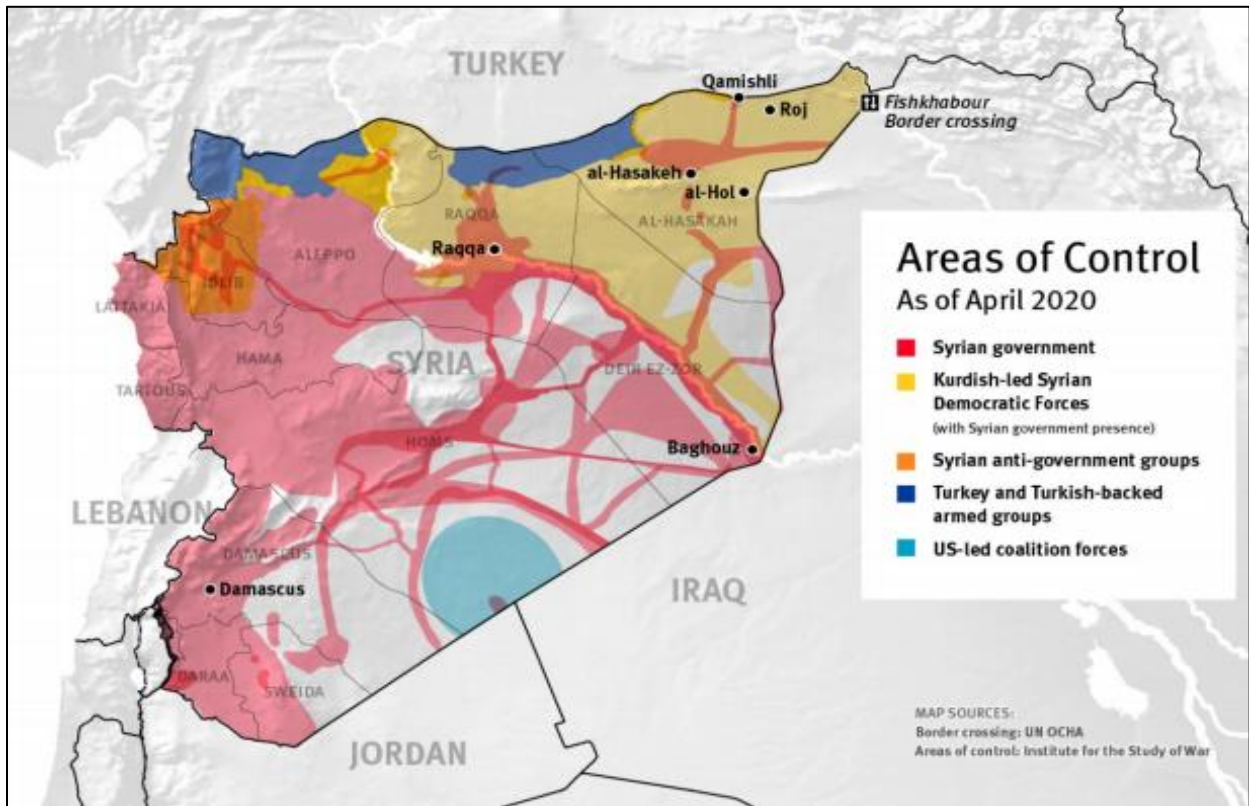 TURKEY
Qamishli
Roj
Fishkhabour
Border crossing
al-Hasakeh
al-Hol
RAQQA
AL-HASAKAH
Raqqa
ALEPPO
IDLIB
LATTAKIA
HAMA
SYRIA
DEIR EZ-ZOR
TARTOUS
HOMS
Baghouz
LEBANON
DAMASCUS
Damascus
IRAQ
DARAA
SWEIDA
JORDAN
Areas of Control
As of April 2020
Syrian government
Kurdish-led Syrian
Democratic Forces
(with Syrian government presence)
Syrian anti-government groups
Turkey and Turkish-backed
armed groups
US-led coalition forces
MAP SOURCES:
Border crossing: UN OCHA
Areas of control: Institute for the Study of War